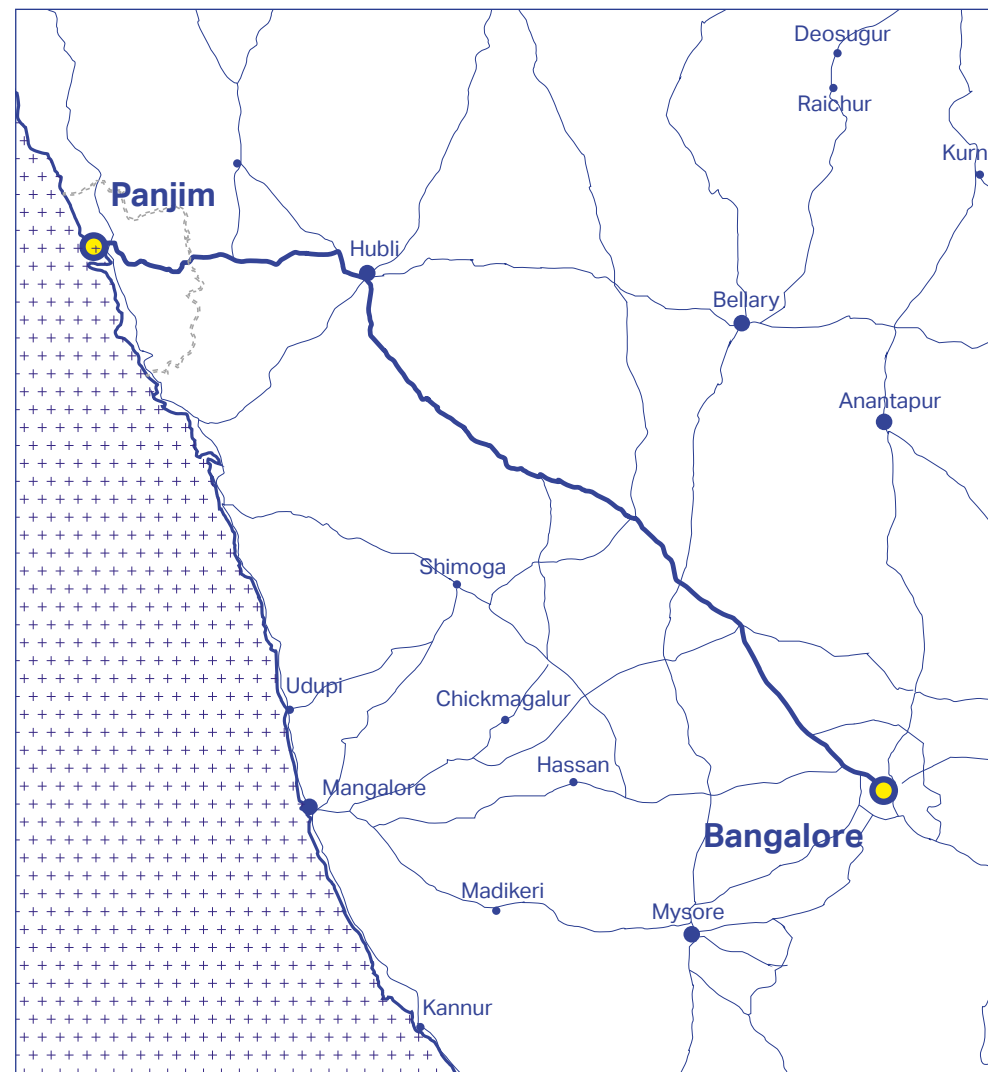 Deosugur
Raichur
Kurn
Panjim
Hubli
Bellary
Anantapur
Shimoga
Udupi
Chickmagalur
Hassan
Mangalore
Bangalore
Madikeri
Mysore
Kannur